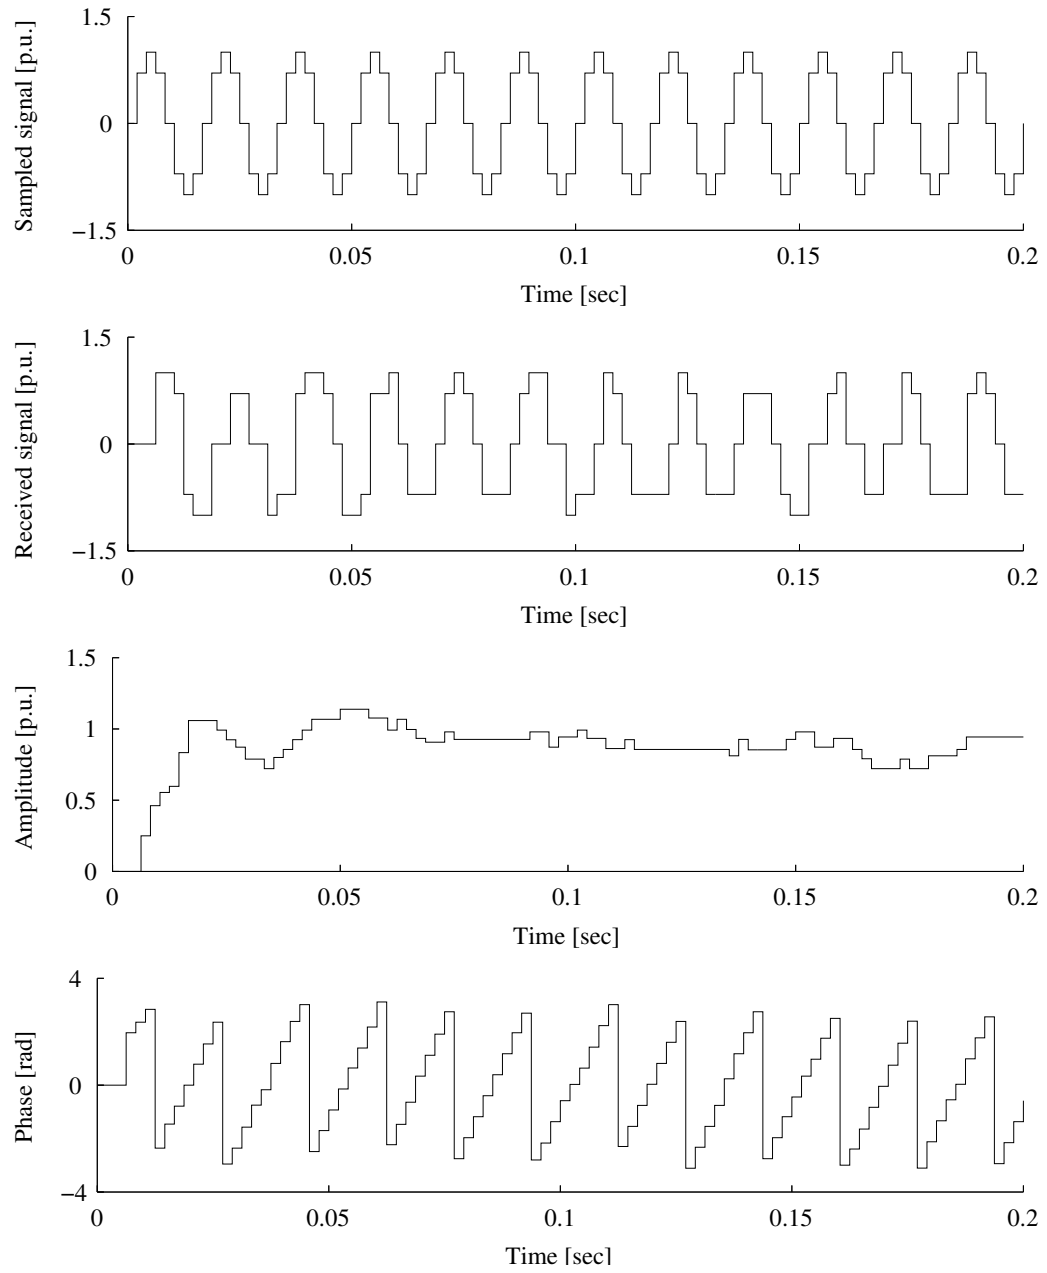 1.5
0
−1.5
Sampled signal [p.u.]
0 0.05 0.1 0.15 0.2
Time [sec]
1.5
0
−1.5
Received signal [p.u.]
0 0.05 0.1 0.15 0.2
Time [sec]
1.5
1
0.5
0
Amplitude [p.u.]
0 0.05 0.1 0.15 0.2
Time [sec]
4
0
−4
Phase [rad]
0 0.05 0.1 0.15 0.2
Time [sec]